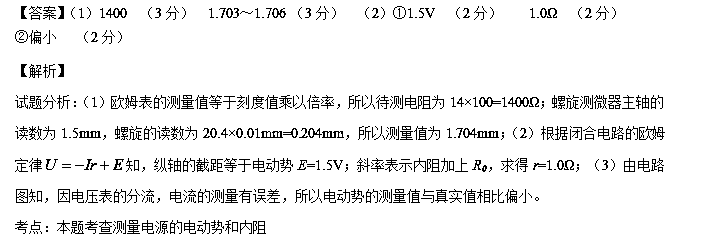 【答案】（1）1400 （3分） 1.703～1.706（3分） （2）①1.5V （2分） 1.0Ω （2分）
②偏小 （2分）
【解析】
试题分析：（1）欧姆表的测量值等于刻度值乘以倍率，所以待测电阻为 14×100=1400Ω；螺旋测微器主轴的
读数为 1.5mm，螺旋的读数为 20.4×0.01mm=0.204mm，所以测量值为 1.704mm；（2）根据闭合电路的欧姆
定律 U = −Ir + E 知，纵轴的截距等于电动势 E=1.5V；斜率表示内阻加上 R₀，求得 r=1.0Ω；（3）由电路
图知，因电压表的分流，电流的测量有误差，所以电动势的测量值与真实值相比偏小。
考点：本题考查测量电源的电动势和内阻